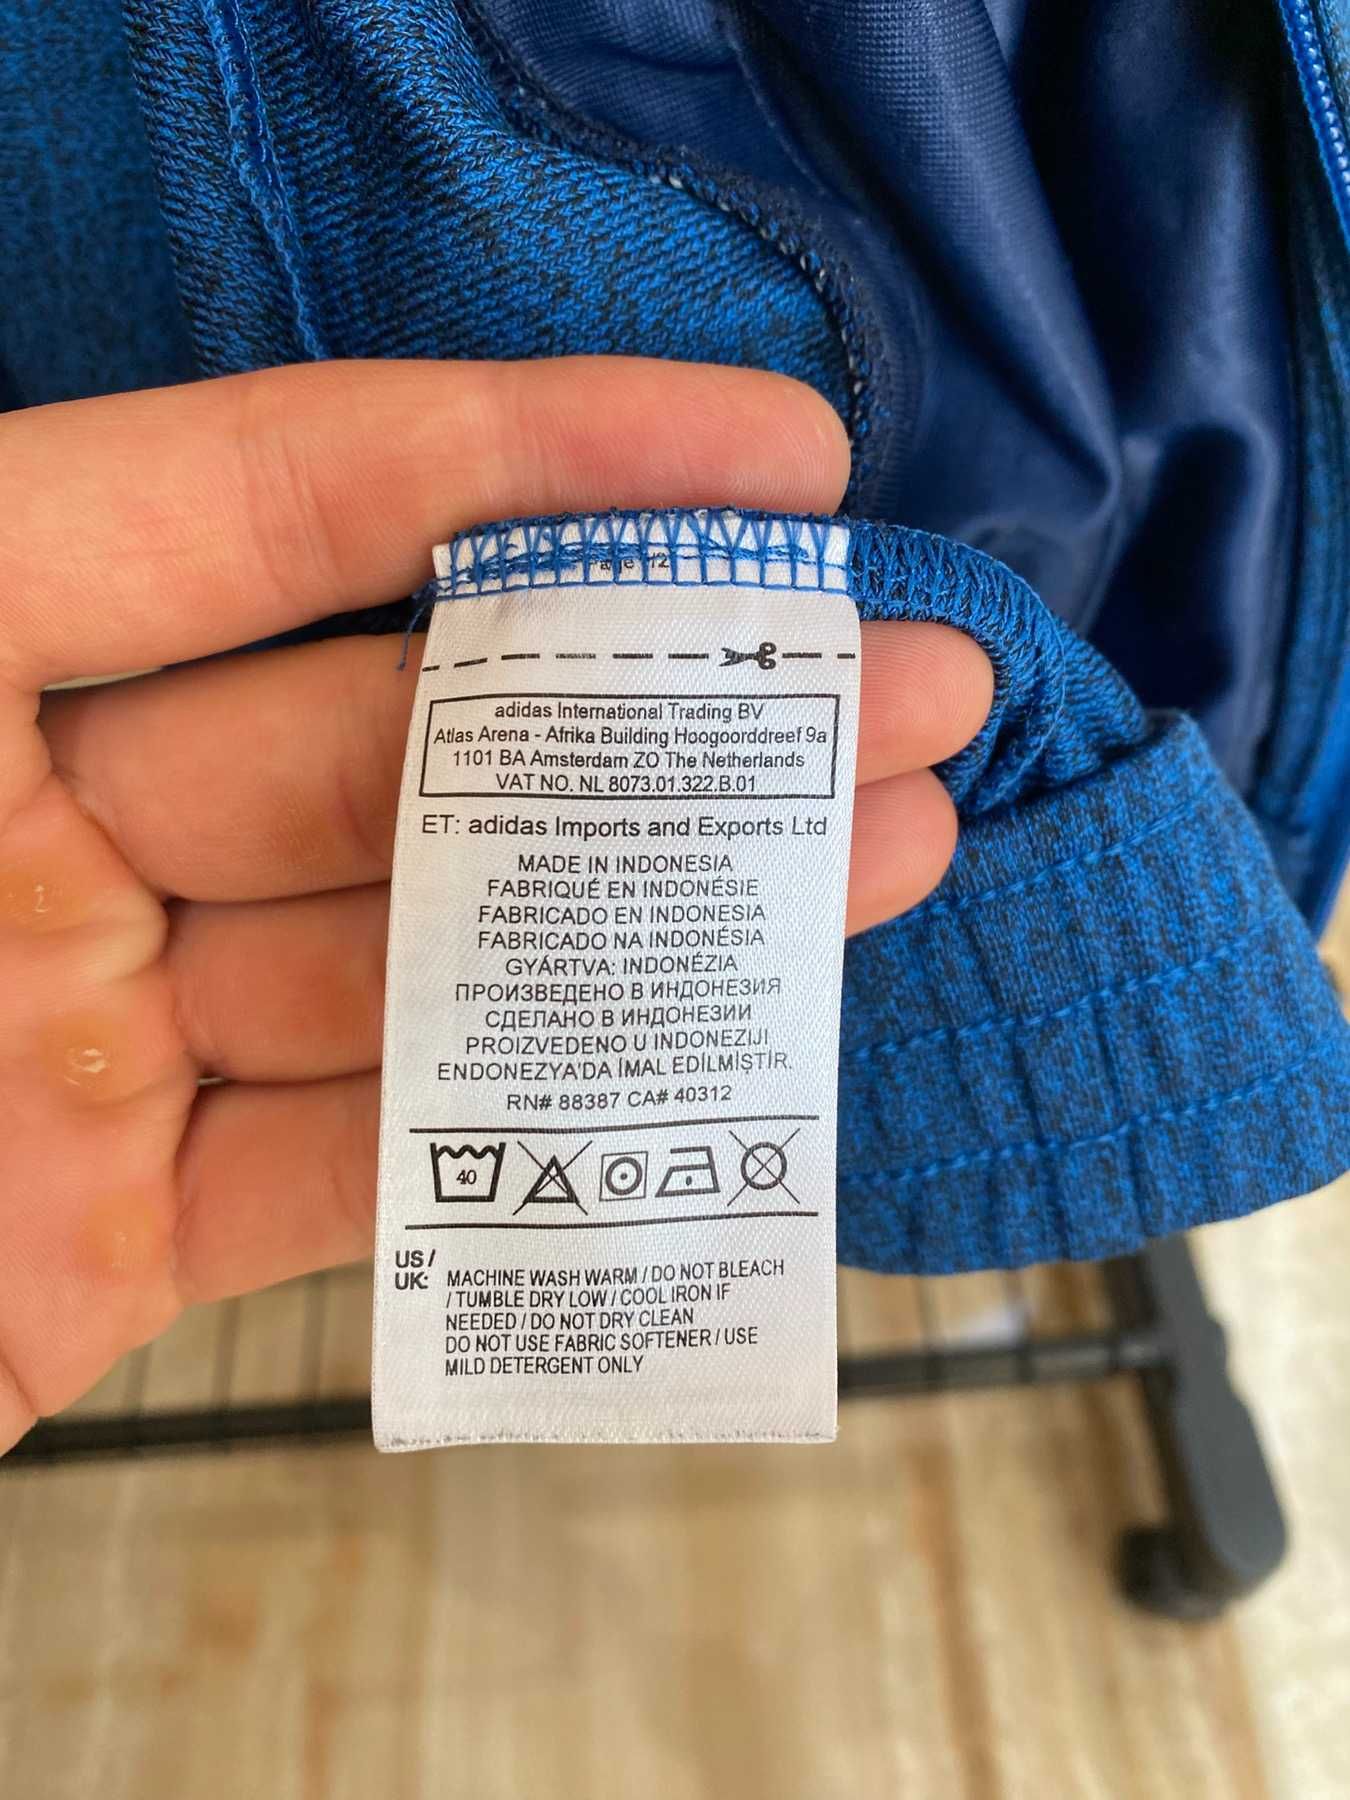 adidas International Trading BV
Atlas Arena - Afrika Building Hoogoorddreef 9a
1101 BA Amsterdam ZO The Netherlands
VAT NO. NL 8073.01.322.B.01
ET: adidas Imports and Exports Ltd
MADE IN INDONESIA
FABRIQUÉ EN INDONÉSIE
FABRICADO EN INDONESIA
FABRICADO NA INDONÉSIA
GYÁRTVA: INDONÉZIA
ПРОИЗВЕДЕНО В ИНДОНЕЗИЯ
СДЕЛАНО В ИНДОНЕЗИИ
PROIZVEDENO U INDONEZIJI
ENDONEZYA'DA İMAL EDİLMİŞTİR.
RN# 88387 CA# 40312
40
US /
UK: MACHINE WASH WARM / DO NOT BLEACH
/ TUMBLE DRY LOW / COOL IRON IF
NEEDED / DO NOT DRY CLEAN
DO NOT USE FABRIC SOFTENER / USE
MILD DETERGENT ONLY